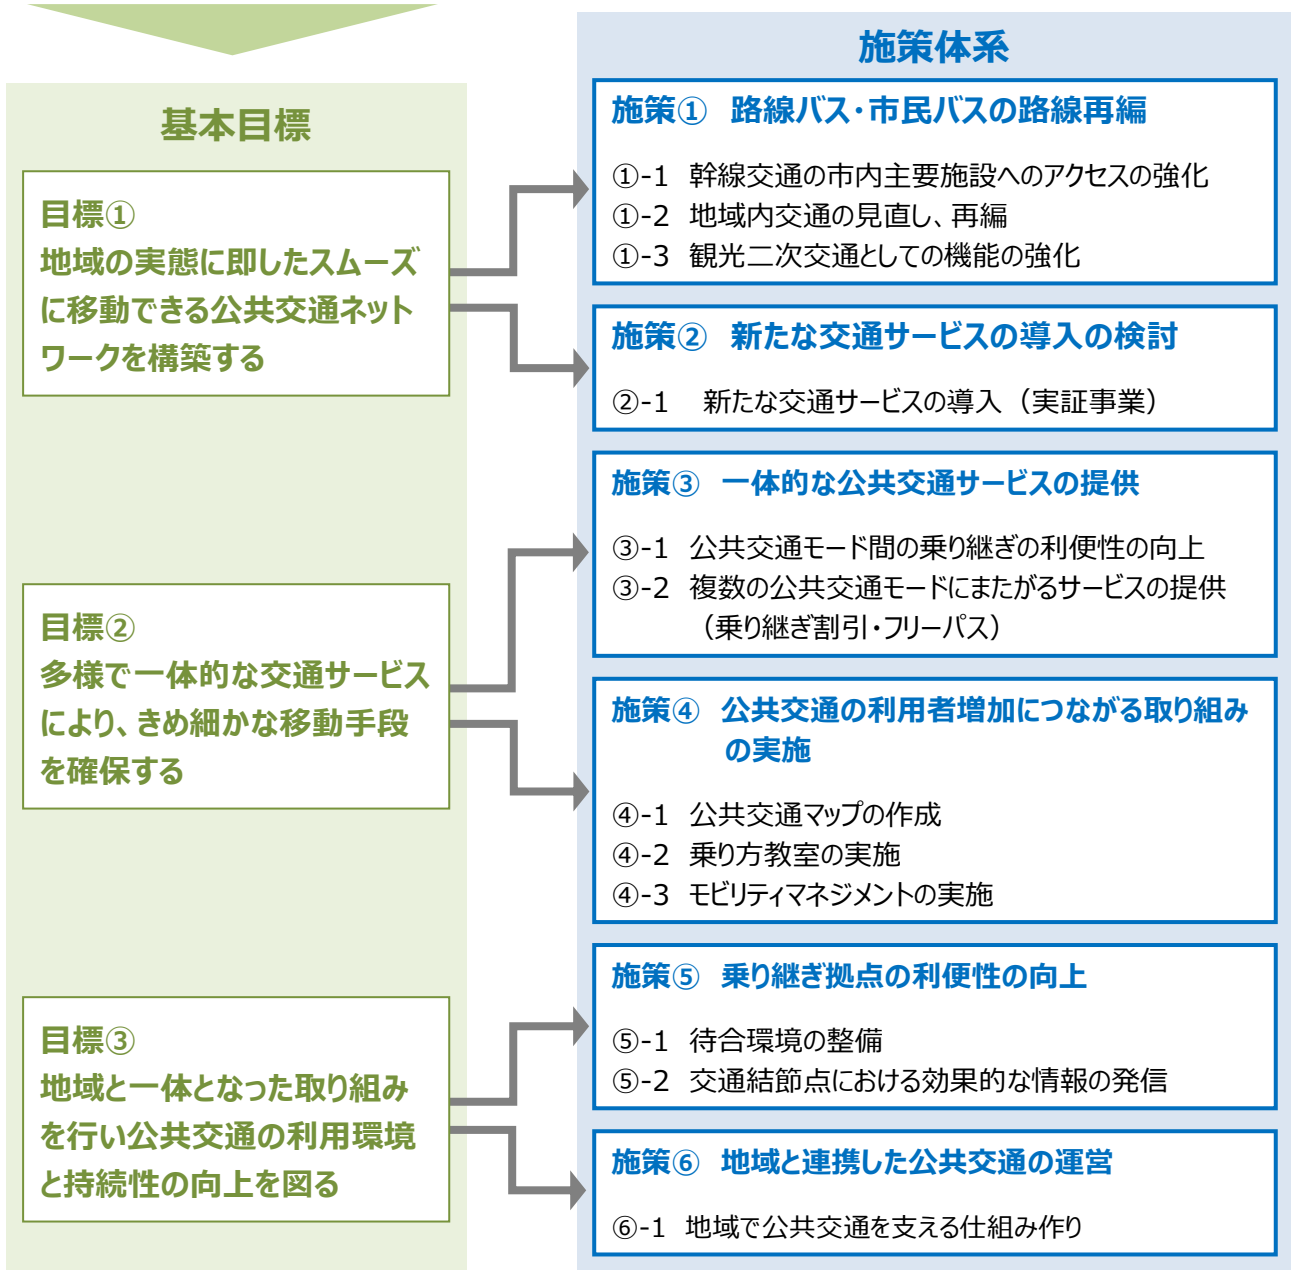 基本目標
目標①
地域の実態に即したスムーズ
に移動できる公共交通ネット
ワークを構築する
目標②
多様で一体的な交通サービス
により、きめ細かな移動手段
を確保する
目標③
地域と一体となった取り組み
を行い公共交通の利用環境
と持続性の向上を図る
施策体系
施策① 路線バス・市民バスの路線再編
①-1 幹線交通の市内主要施設へのアクセスの強化
①-2 地域内交通の見直し、再編
①-3 観光二次交通としての機能の強化
施策② 新たな交通サービスの導入の検討
②-1 新たな交通サービスの導入（実証事業）
施策③ 一体的な公共交通サービスの提供
③-1 公共交通モード間の乗り継ぎの利便性の向上
③-2 複数の公共交通モードにまたがるサービスの提供
（乗り継ぎ割引・フリーパス）
施策④ 公共交通の利用者増加につながる取り組み
の実施
④-1 公共交通マップの作成
④-2 乗り方教室の実施
④-3 モビリティマネジメントの実施
施策⑤ 乗り継ぎ拠点の利便性の向上
⑤-1 待合環境の整備
⑤-2 交通結節点における効果的な情報の発信
施策⑥ 地域と連携した公共交通の運営
⑥-1 地域で公共交通を支える仕組み作り